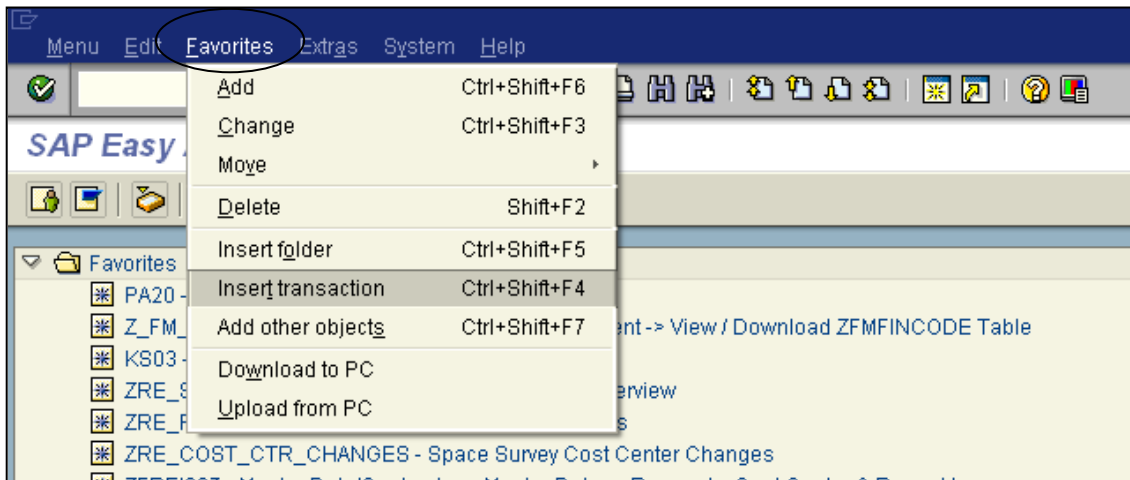 Menu Edit Favorites Extras System Help
SAP Easy
Add Ctrl+Shift+F6
Change Ctrl+Shift+F3
Move
Delete Shift+F2
Insert folder Ctrl+Shift+F5
Insert transaction Ctrl+Shift+F4
Add other objects Ctrl+Shift+F7
Download to PC
Upload from PC
Favorites
PA20 -
Z_FM_ ent -> View / Download ZFMFINCODE Table
KS03 -
ZRE_S erview
ZRE_F s
ZRE_COST_CTR_CHANGES - Space Survey Cost Center Changes